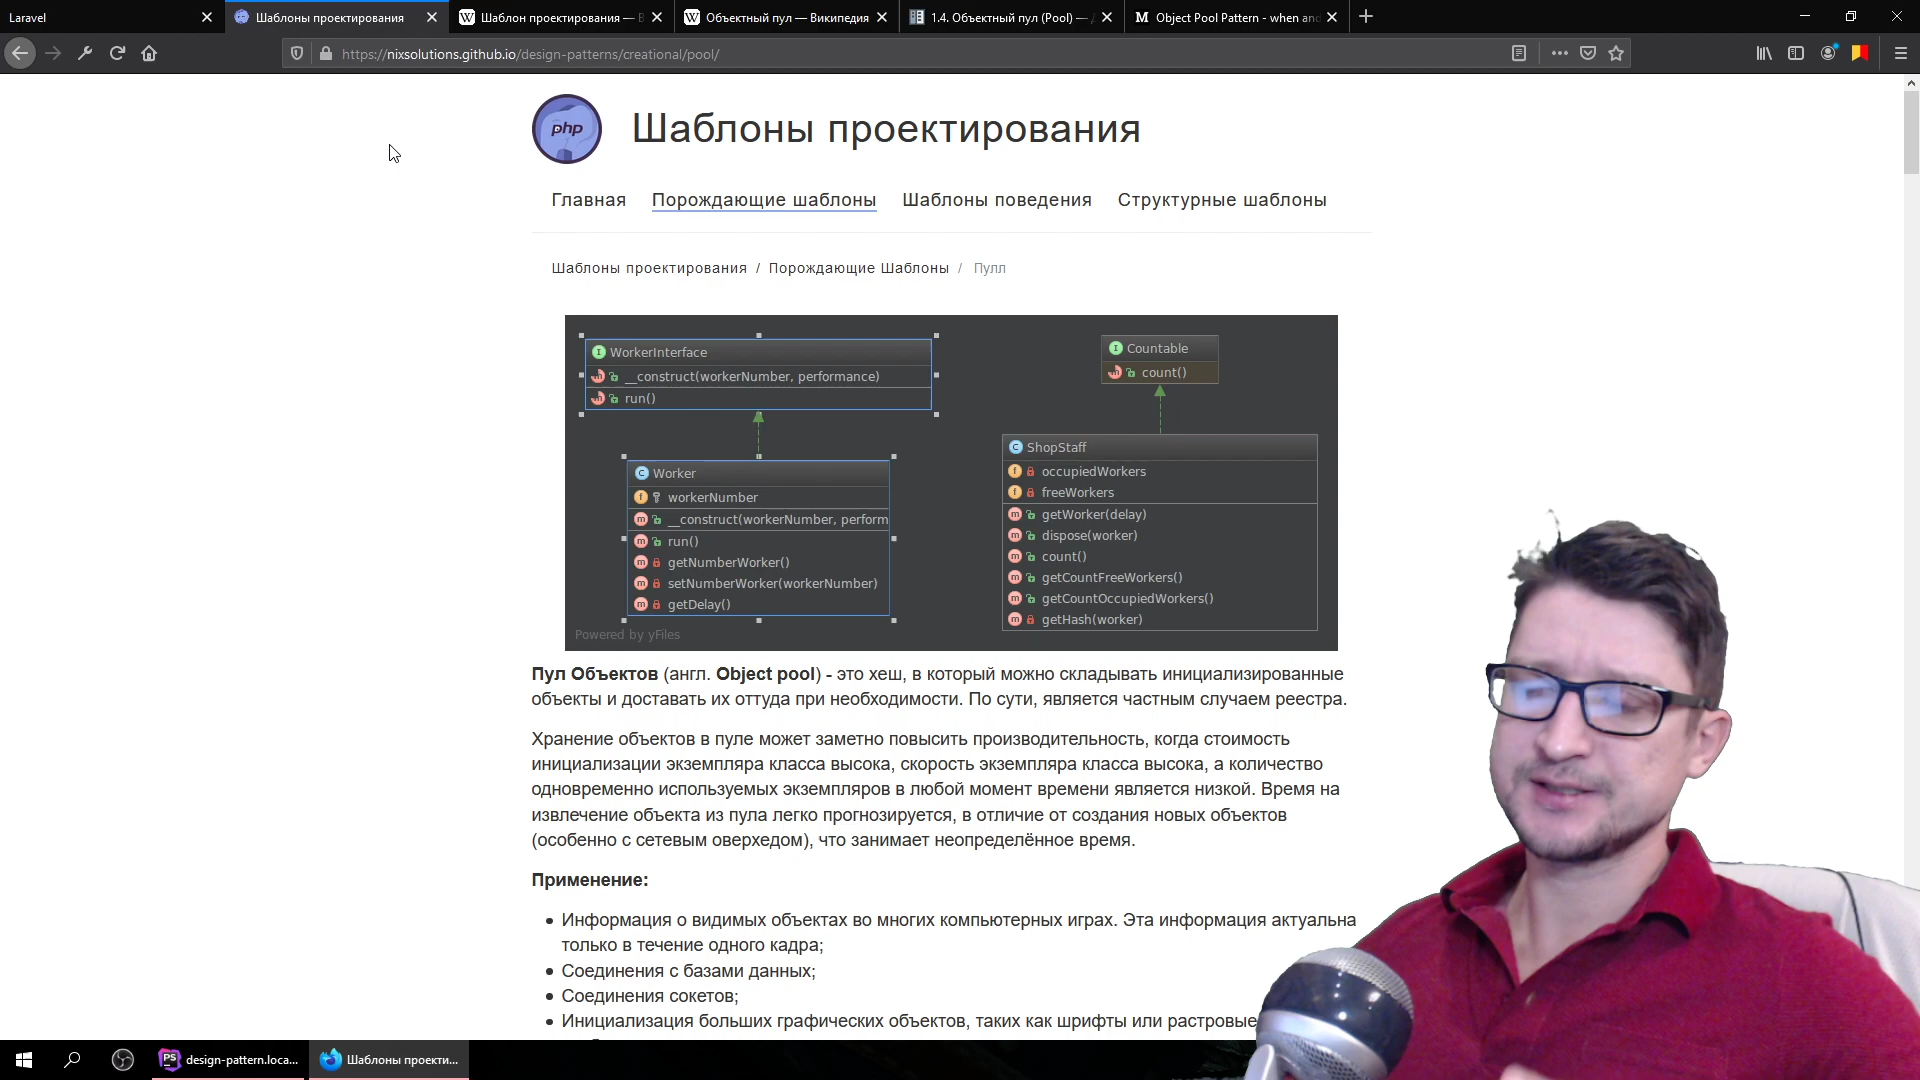 Laravel
Шаблоны проектирования
Шаблон проектирования — В
Объектный пул — Википедия
1.4. Объектный пул (Pool) —
Object Pool Pattern - when and
https://nixsolutions.github.io/design-patterns/creational/pool/
php
Шаблоны проектирования
Главная
Порождающие шаблоны
Шаблоны поведения
Структурные шаблоны
Шаблоны проектирования / Порождающие Шаблоны / Пулл
WorkerInterface
__construct(workerNumber, performance)
run()
Countable
count()
Worker
workerNumber
__construct(workerNumber, perform
run()
getNumberWorker()
setNumberWorker(workerNumber)
getDelay()
ShopStaff
occupiedWorkers
freeWorkers
getWorker(delay)
dispose(worker)
count()
getCountFreeWorkers()
getCountOccupiedWorkers()
getHash(worker)
Powered by yFiles
Пул Объектов (англ. Object pool) - это хеш, в который можно складывать инициализированные
объекты и доставать их оттуда при необходимости. По сути, является частным случаем реестра.
Хранение объектов в пуле может заметно повысить производительность, когда стоимость
инициализации экземпляра класса высока, скорость экземпляра класса высока, а количество
одновременно используемых экземпляров в любой момент времени является низкой. Время на
извлечение объекта из пула легко прогнозируется, в отличие от создания новых объектов
(особенно с сетевым оверхедом), что занимает неопределённое время.
Применение:
Информация о видимых объектах во многих компьютерных играх. Эта информация актуальна
только в течение одного кадра;
Соединения с базами данных;
Соединения сокетов;
Инициализация больших графических объектов, таких как шрифты или растровые
design-pattern.loca...
Шаблоны проекти...